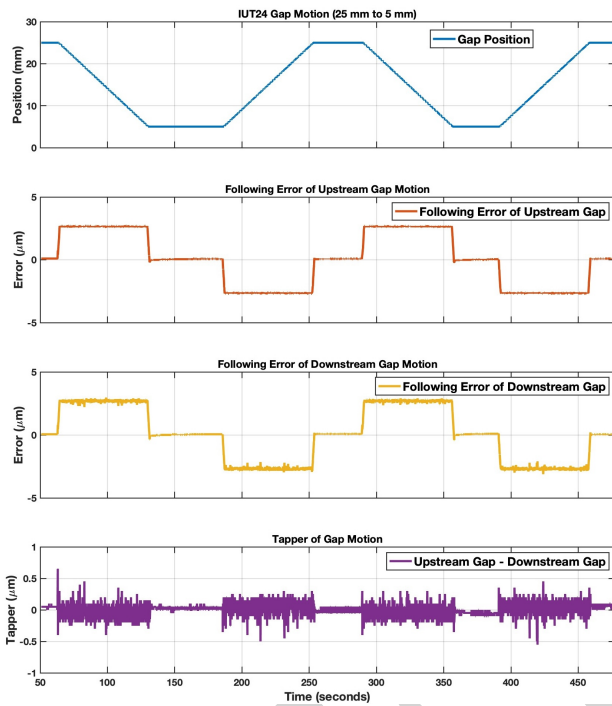 IUT24 Gap Motion (25 mm to 5 mm)
30
20
10
0
Position (mm)
Gap Position
Following Error of Upstream Gap Motion
5
0
-5
Error (μm)
Following Error of Upstream Gap
Following Error of Downstream Gap Motion
5
0
-5
Error (μm)
Following Error of Downstream Gap
Tapper of Gap Motion
1
0.5
0
-0.5
-1
Tapper (μm)
Upstream Gap - Downstream Gap
50 100 150 200 250 300 350 400 450
Time (seconds)